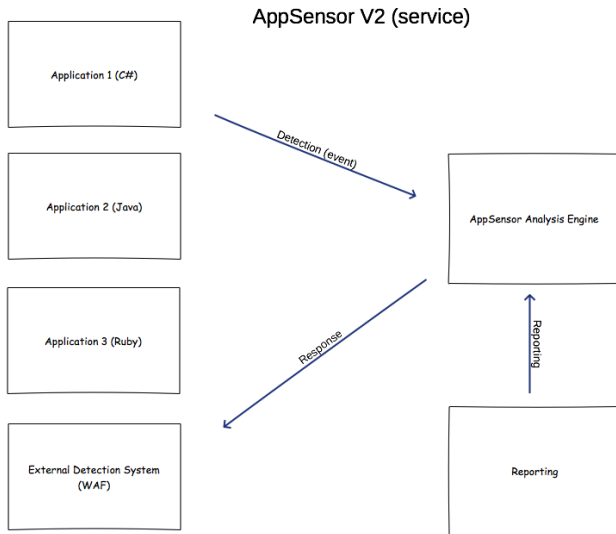 AppSensor V2 (service)
Application 1 (C#)
Detection (event)
Application 2 (Java)
AppSensor Analysis Engine
Application 3 (Ruby)
Response
Reporting
External Detection System
(WAF)
Reporting